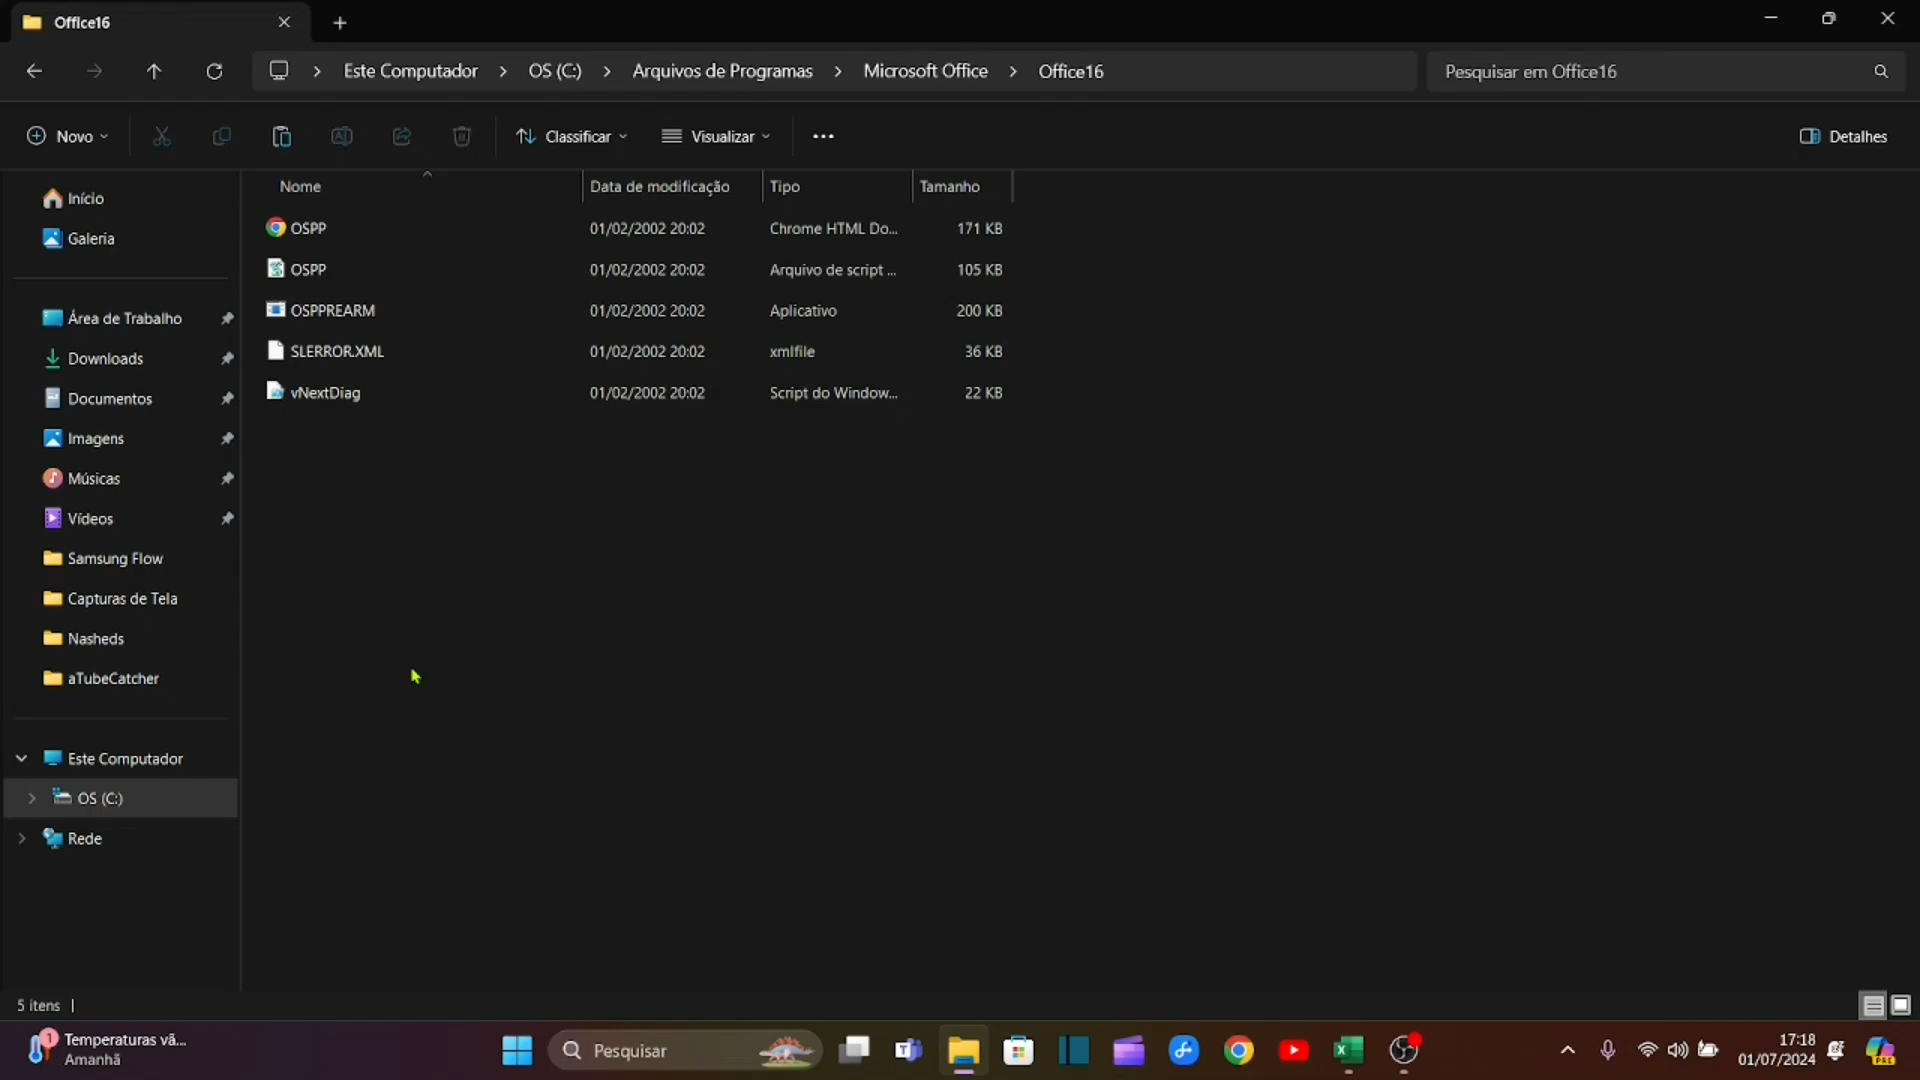 Office16
Este Computador > OS (C:) > Arquivos de Programas > Microsoft Office > Office16
Pesquisar em Office16
Novo
Classificar
Visualizar
Detalhes
Nome Data de modificação Tipo Tamanho
OSPP 01/02/2002 20:02 Chrome HTML Do... 171 KB
OSPP 01/02/2002 20:02 Arquivo de script ... 105 KB
OSPPREARM 01/02/2002 20:02 Aplicativo 200 KB
SLERROR.XML 01/02/2002 20:02 xmlfile 36 KB
vNextDiag 01/02/2002 20:02 Script do Window... 22 KB
Início
Galeria
Área de Trabalho
Downloads
Documentos
Imagens
Músicas
Vídeos
Samsung Flow
Capturas de Tela
Nasheds
aTubeCatcher
Este Computador
OS (C:)
Rede
5 itens
1
Temperaturas vã...
Amanhã
Pesquisar
17:18
01/07/2024
PRE